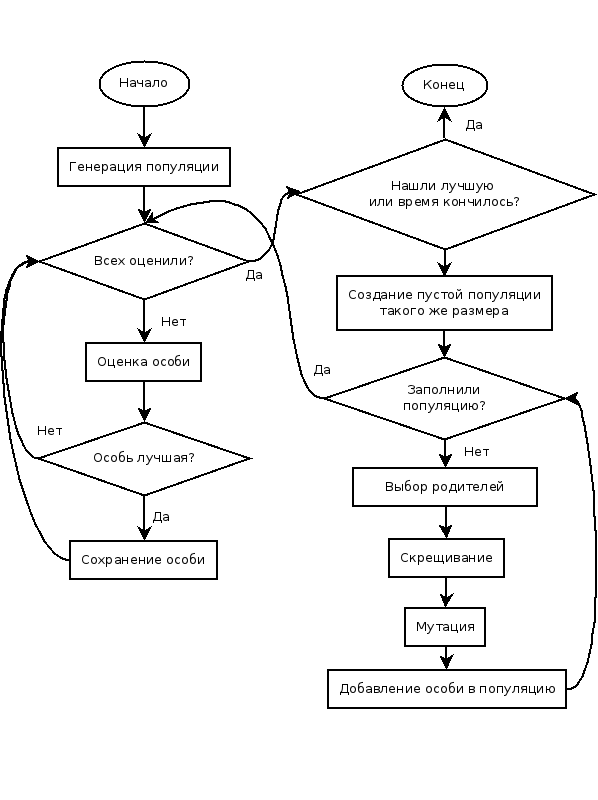 Начало
Генерация популяции
Всех оценили?
Да
Нет
Оценка особи
Нет
Особь лучшая?
Да
Сохранение особи
Конец
Да
Нашли лучшую
или время кончилось?
Создание пустой популяции
такого же размера
Да
Заполнили
популяцию?
Нет
Выбор родителей
Скрещивание
Мутация
Добавление особи в популяцию